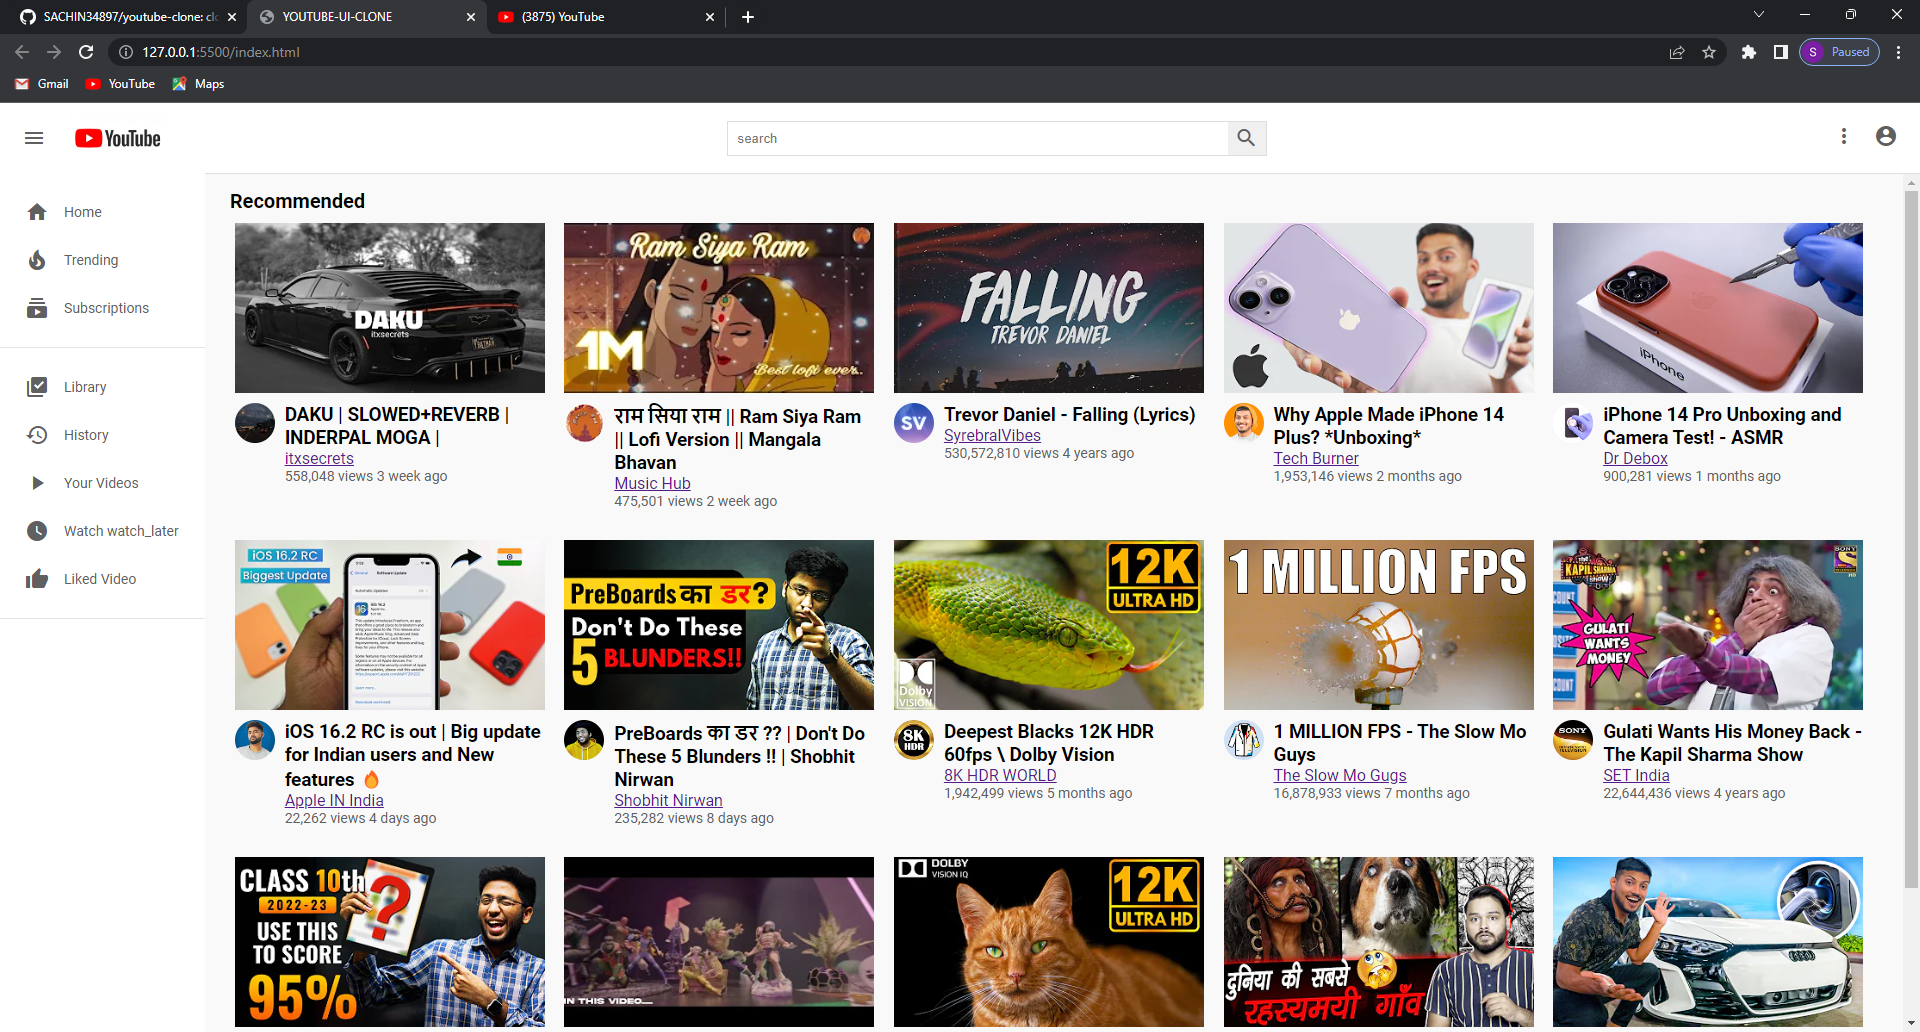 SACHIN34897/youtube-clone: clo
YOUTUBE-UI-CLONE
(3875) YouTube
127.0.0.1:5500/index.html
S
Paused
Gmail
YouTube
Maps
YouTube
search
Home
Trending
Subscriptions
Library
History
Your Videos
Watch watch_later
Liked Video
Recommended
DAKU
itxsecrets
DAKU | SLOWED+REVERB |
INDERPAL MOGA |
itxsecrets
558,048 views 3 week ago
Ram Siya Ram
1M
Best lofi ever..
राम सिया राम || Ram Siya Ram
|| Lofi Version || Mangala
Bhavan
Music Hub
475,501 views 2 week ago
FALLING
TREVOR DANIEL
SV
Trevor Daniel - Falling (Lyrics)
SyrebralVibes
530,572,810 views 4 years ago
Why Apple Made iPhone 14
Plus? *Unboxing*
Tech Burner
1,953,146 views 2 months ago
iPhone
iPhone 14 Pro Unboxing and
Camera Test! - ASMR
Dr Debox
900,281 views 1 months ago
iOS 16.2 RC
Biggest Update
Software Update
iOS 16.2 RC is out | Big update
for Indian users and New
features 🔥
Apple IN India
22,262 views 4 days ago
PreBoards का डर?
Don't Do These
5 BLUNDERS!!
PreBoards का डर ?? | Don't Do
These 5 Blunders !! | Shobhit
Nirwan
Shobhit Nirwan
235,282 views 8 days ago
12K
ULTRA HD
Dolby
VISION
8K
HDR
Deepest Blacks 12K HDR
60fps \ Dolby Vision
8K HDR WORLD
1,942,499 views 5 months ago
1 MILLION FPS
1 MILLION FPS - The Slow Mo
Guys
The Slow Mo Gugs
16,878,933 views 7 months ago
THE
KAPIL SHARMA
SHOW
SONY
HD
GULATI
WANTS
MONEY
SONY
Gulati Wants His Money Back -
The Kapil Sharma Show
SET India
22,644,436 views 4 years ago
CLASS 10th
2022-23
USE THIS
TO SCORE
95%
?
IN THIS VIDEO....
DOLBY
VISION IQ
12K
ULTRA HD
दुनिया की सबसे
रहस्यमयी गाँव